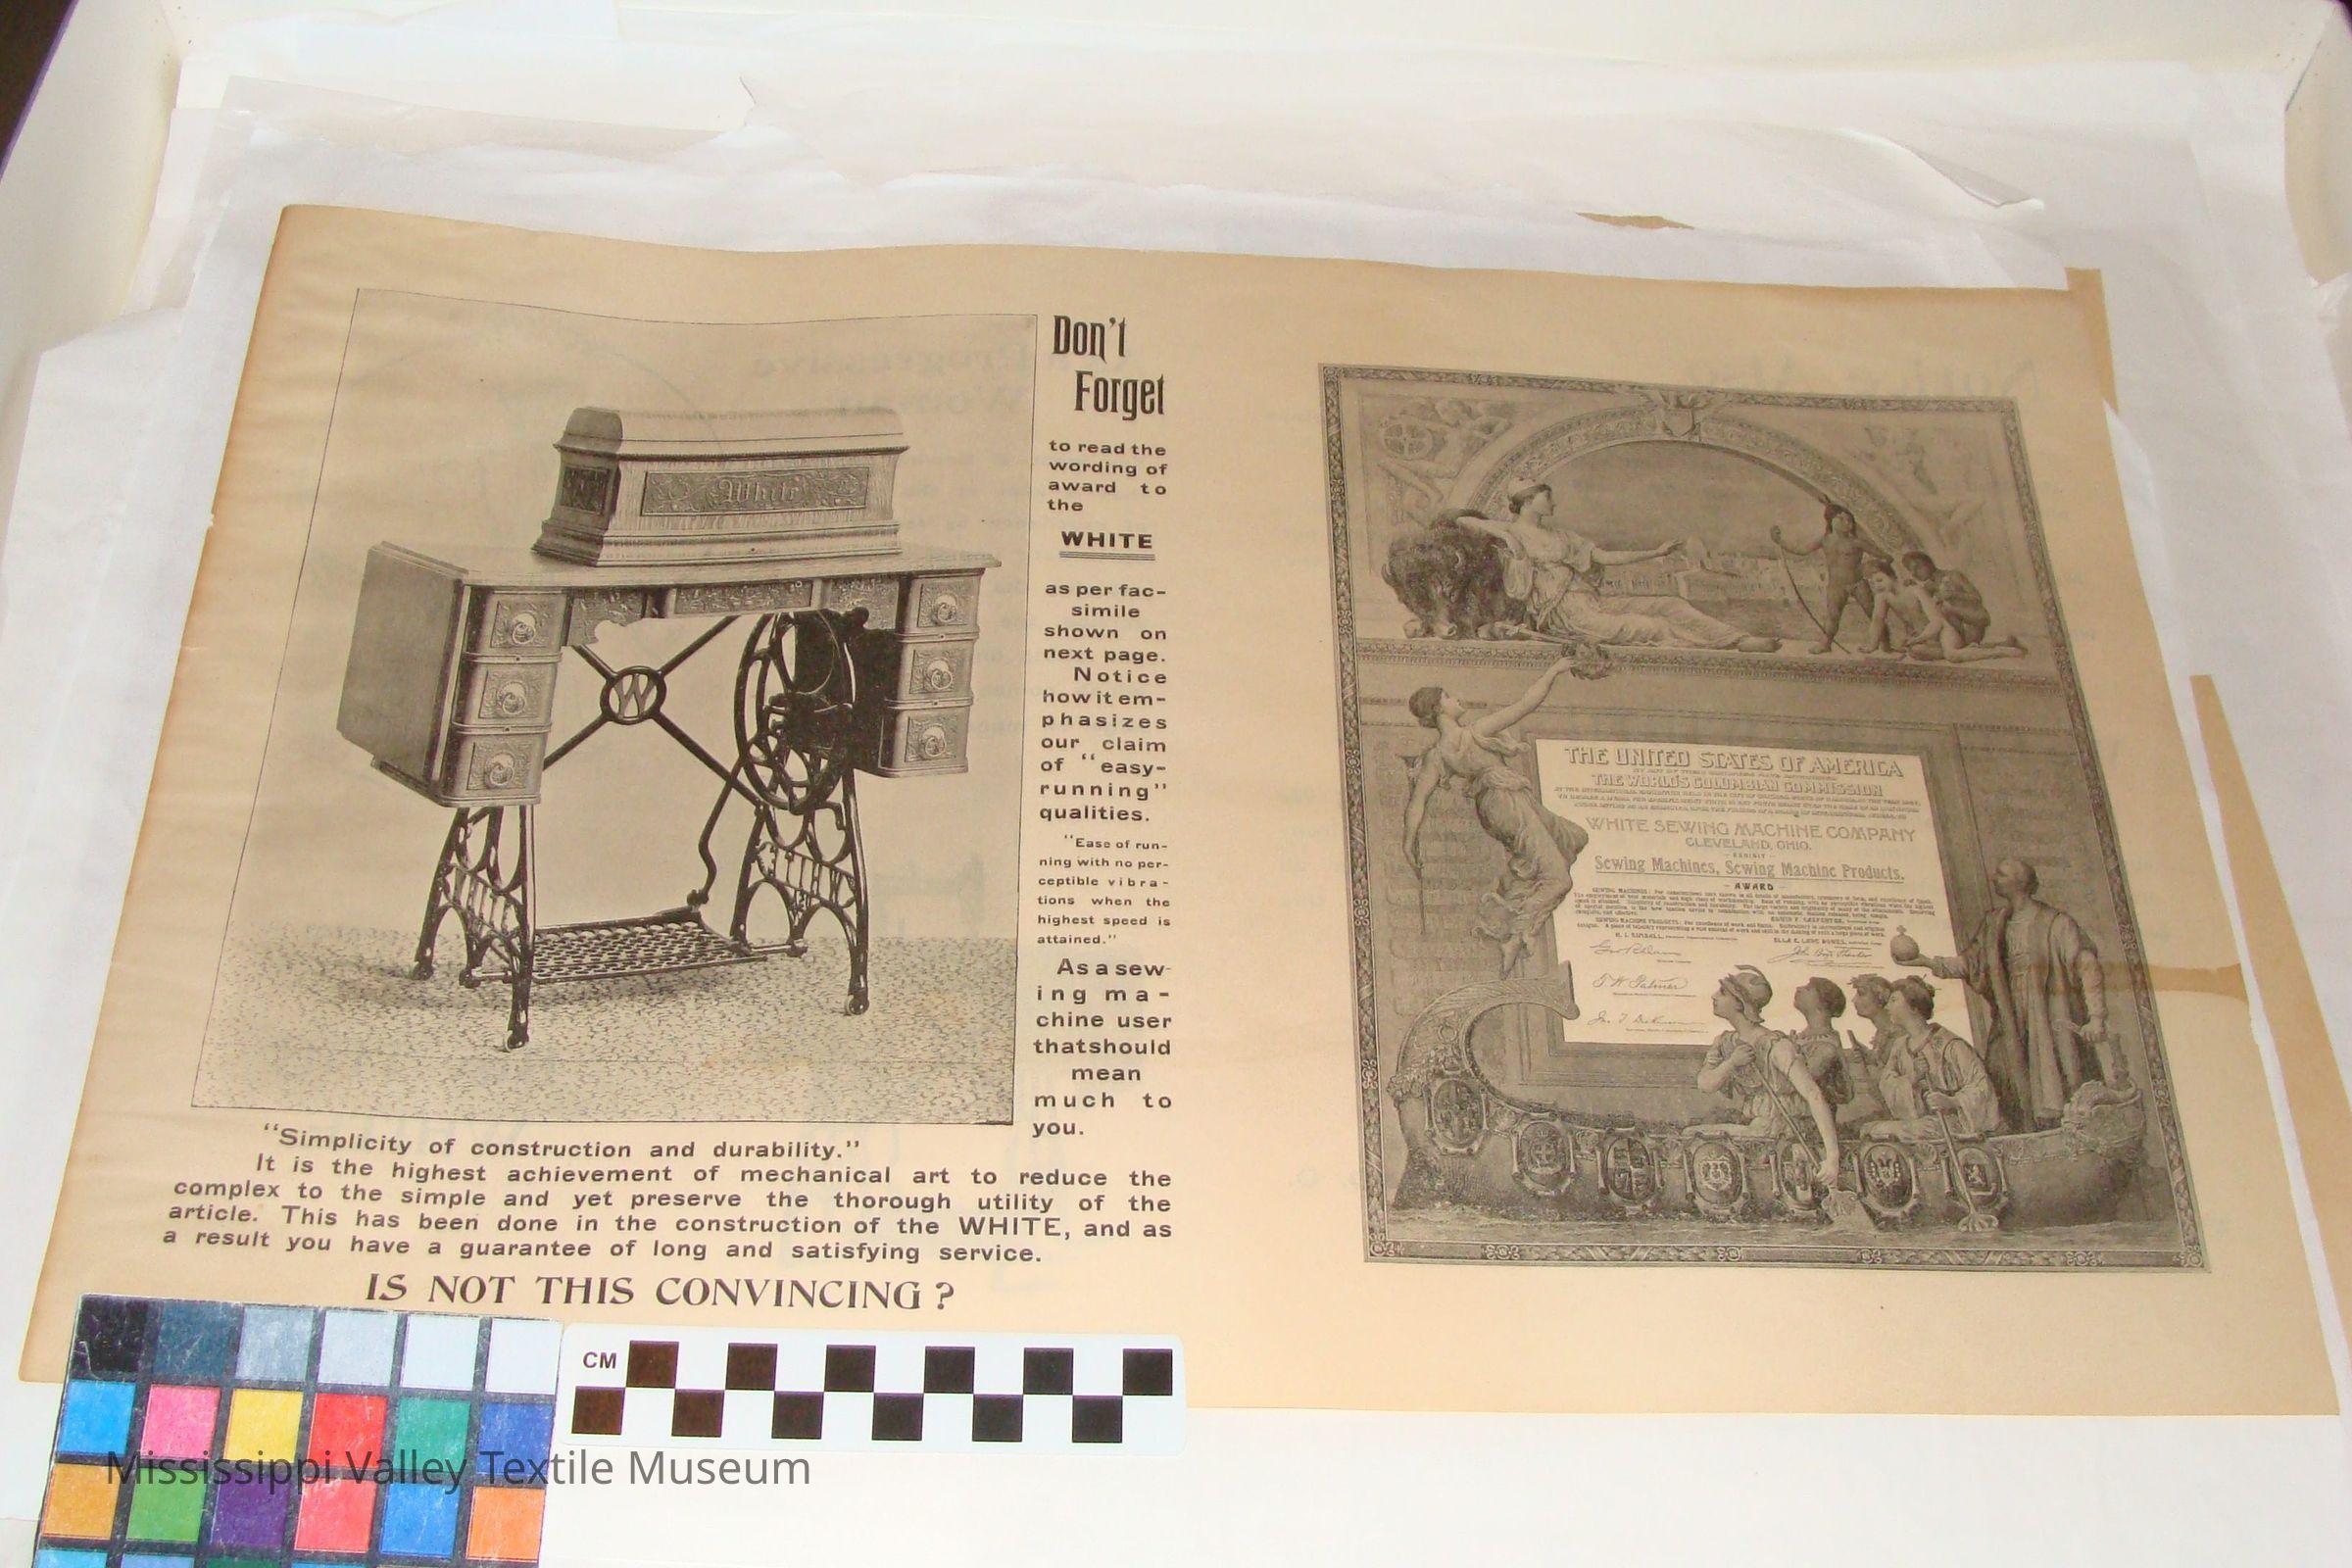 Don't
Forget
to read the
wording of
award to
the
WHITE
as per fac-
simile
shown on
next page.
Notice
how it em-
phasizes
our claim
of "easy-
running"
qualities.
"Ease of run-
ning with no per-
ceptible vibra-
tions when the
highest speed is
attained."
As a sew-
ing ma-
chine user
that should
mean
much to
you.
"Simplicity of construction and durability."
It is the highest achievement of mechanical art to reduce the
complex to the simple and yet preserve the thorough utility of the
article. This has been done in the construction of the WHITE, and as
a result you have a guarantee of long and satisfying service.
IS NOT THIS CONVINCING?
White
W
WHITE
WHITE
THE UNITED STATES OF AMERICA
THE WORLD'S COLUMBIAN COMMISSION
WHITE SEWING MACHINE COMPANY
CLEVELAND, OHIO.
EXHIBIT
Sewing Machines, Sewing Machine Products.
AWARD
CM
Mississippi Valley Textile Museum